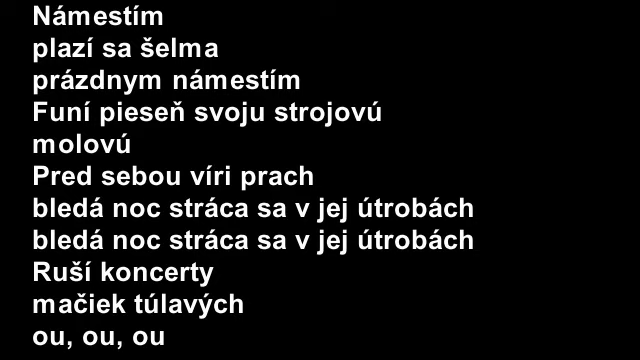 Námestím
plazí sa šelma
prázdnym námestím
Funí pieseň svoju strojovú
molovú
Pred sebou víri prach
bledá noc stráca sa v jej útrobách
bledá noc stráca sa v jej útrobách
Ruší koncerty
mačiek túlavých
ou, ou, ou